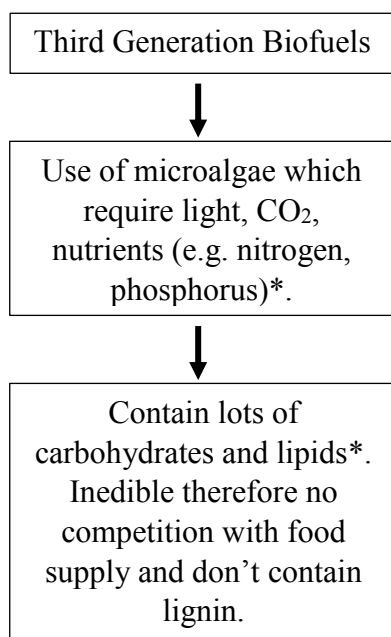 Third Generation Biofuels
Use of microalgae which
require light, CO₂,
nutrients (e.g. nitrogen,
phosphorus)*.
Contain lots of
carbohydrates and lipids*.
Inedible therefore no
competition with food
supply and don’t contain
lignin.